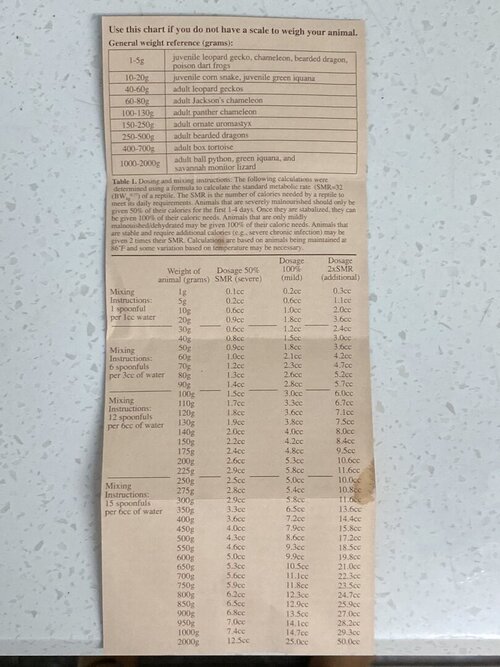 Use this chart if you do not have a scale to weigh your animal.
General weight reference (grams):
1-5g juvenile leopard gecko, chameleon, bearded dragon,
poison dart frogs
10-20g juvenile corn snake, juvenile green iguana
40-60g adult leopard geckos
60-80g adult Jackson's chameleon
100-130g adult panther chameleon
150-250g adult ornate uromastyx
250-500g adult bearded dragons
400-700g adult box tortoise
1000-2000g adult ball python, green iguana, and
savannah monitor lizard
Table 1. Dosing and mixing instructions: The following calculations were
determined using a formula to calculate the standard metabolic rate (SMR=32
(BW) of a reptile. The SMR is the number of calories needed by a reptile to
meet its daily requirements. Animals that are severely malnourished should only be
given 50% of their calories for the first 1-4 days. Once they are stabalized, they can
be given 100% of their caloric needs. Animals that are only mildly
malnourished/dehydrated may be given 100% of their caloric needs. Animals that
are stable and require additional calories (e.g., severe chronic infection) may be
given 2 times their SMR. Calculations are based on animals being maintained at
86°F and some variation based on temperature may be necessary.
Weight of animal (grams) Dosage 50% SMR (severe) Dosage 100% (mild) Dosage 2xSMR (additional)
Mixing 1g 0.1cc 0.2cc 0.3cc
Instructions: 5g 0.2cc 0.6cc 1.1cc
1 spoonful 10g 0.6cc 1.0cc 2.0cc
per 1cc water 20g 0.9cc 1.8cc 3.6cc
30g 0.6cc 1.2cc 2.4cc
40g 0.8cc 1.5cc 3.0cc
Mixing 50g 0.9cc 1.8cc 3.6cc
Instructions: 60g 1.0cc 2.1cc 4.2cc
6 spoonfuls 70g 1.2cc 2.3cc 4.7cc
per 3cc of water 80g 1.3cc 2.6cc 5.2cc
90g 1.4cc 2.8cc 5.7cc
100g 1.5cc 3.0cc 6.0cc
Mixing 110g 1.7cc 3.3cc 6.7cc
Instructions: 120g 1.8cc 3.6cc 7.1cc
12 spoonfuls 130g 1.9cc 3.8cc 7.5cc
per 6cc of water 140g 2.0cc 4.0cc 8.0cc
150g 2.2cc 4.2cc 8.4cc
175g 2.4cc 4.8cc 9.5cc
200g 2.6cc 5.3cc 10.6cc
225g 2.9cc 5.8cc 11.6cc
250g 2.5cc 5.0cc 10.0cc
Mixing 275g 2.8cc 5.4cc 10.8cc
Instructions: 300g 2.9cc 5.8cc 11.6cc
15 spoonfuls 350g 3.3cc 6.5cc 13.6cc
per 6cc of water 400g 3.6cc 7.2cc 14.4cc
450g 4.0cc 7.9cc 15.8cc
500g 4.3cc 8.6cc 17.2cc
550g 4.6cc 9.3cc 18.5cc
600g 5.0cc 9.9cc 19.8cc
650g 5.3cc 10.5cc 21.0cc
700g 5.6cc 11.1cc 22.3cc
750g 5.9cc 11.8cc 23.5cc
800g 6.2cc 12.3cc 24.7cc
850g 6.5cc 12.9cc 25.9cc
900g 6.8cc 13.5cc 27.0cc
950g 7.0cc 14.1cc 28.2cc
1000g 7.4cc 14.7cc 29.3cc
2000g 12.5cc 25.0cc 50.0cc